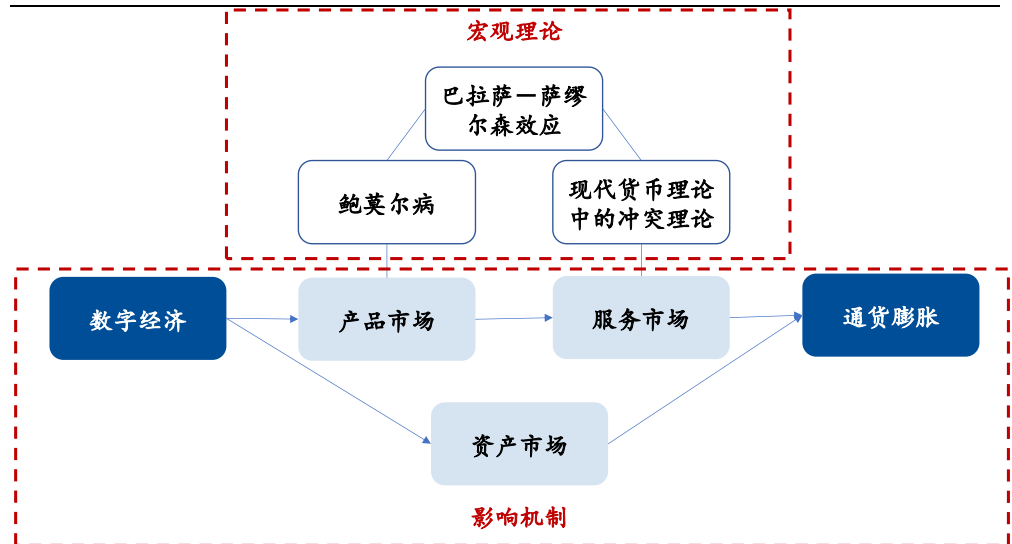 宏观理论
巴拉萨－萨缪
尔森效应
鲍莫尔病
现代货币理论
中的冲突理论
数字经济
产品市场
服务市场
通货膨胀
资产市场
影响机制